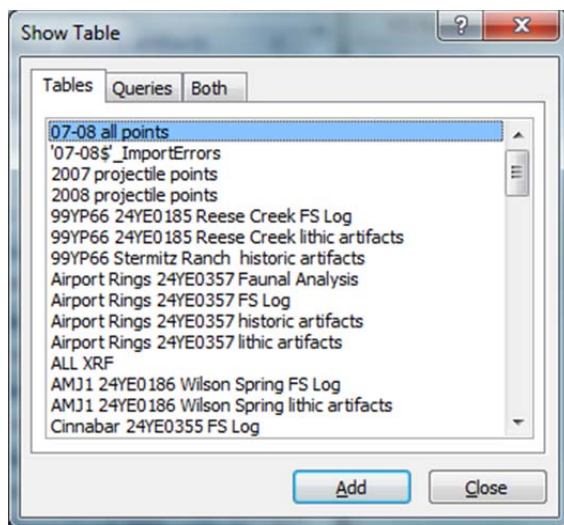 Show Table
Tables Queries Both
07-08 all points
'07-08$'_ImportErrors
2007 projectile points
2008 projectile points
99YP66 24YE0185 Reese Creek FS Log
99YP66 24YE0185 Reese Creek lithic artifacts
99YP66 Stermitz Ranch  historic artifacts
Airport Rings 24YE0357 Faunal Analysis
Airport Rings 24YE0357 FS Log
Airport Rings 24YE0357 historic artifacts
Airport Rings 24YE0357 lithic artifacts
ALL XRF
AMJ1 24YE0186 Wilson Spring FS Log
AMJ1 24YE0186 Wilson Spring lithic artifacts
Cinnabar 24YE0355 FS Log
Add Close